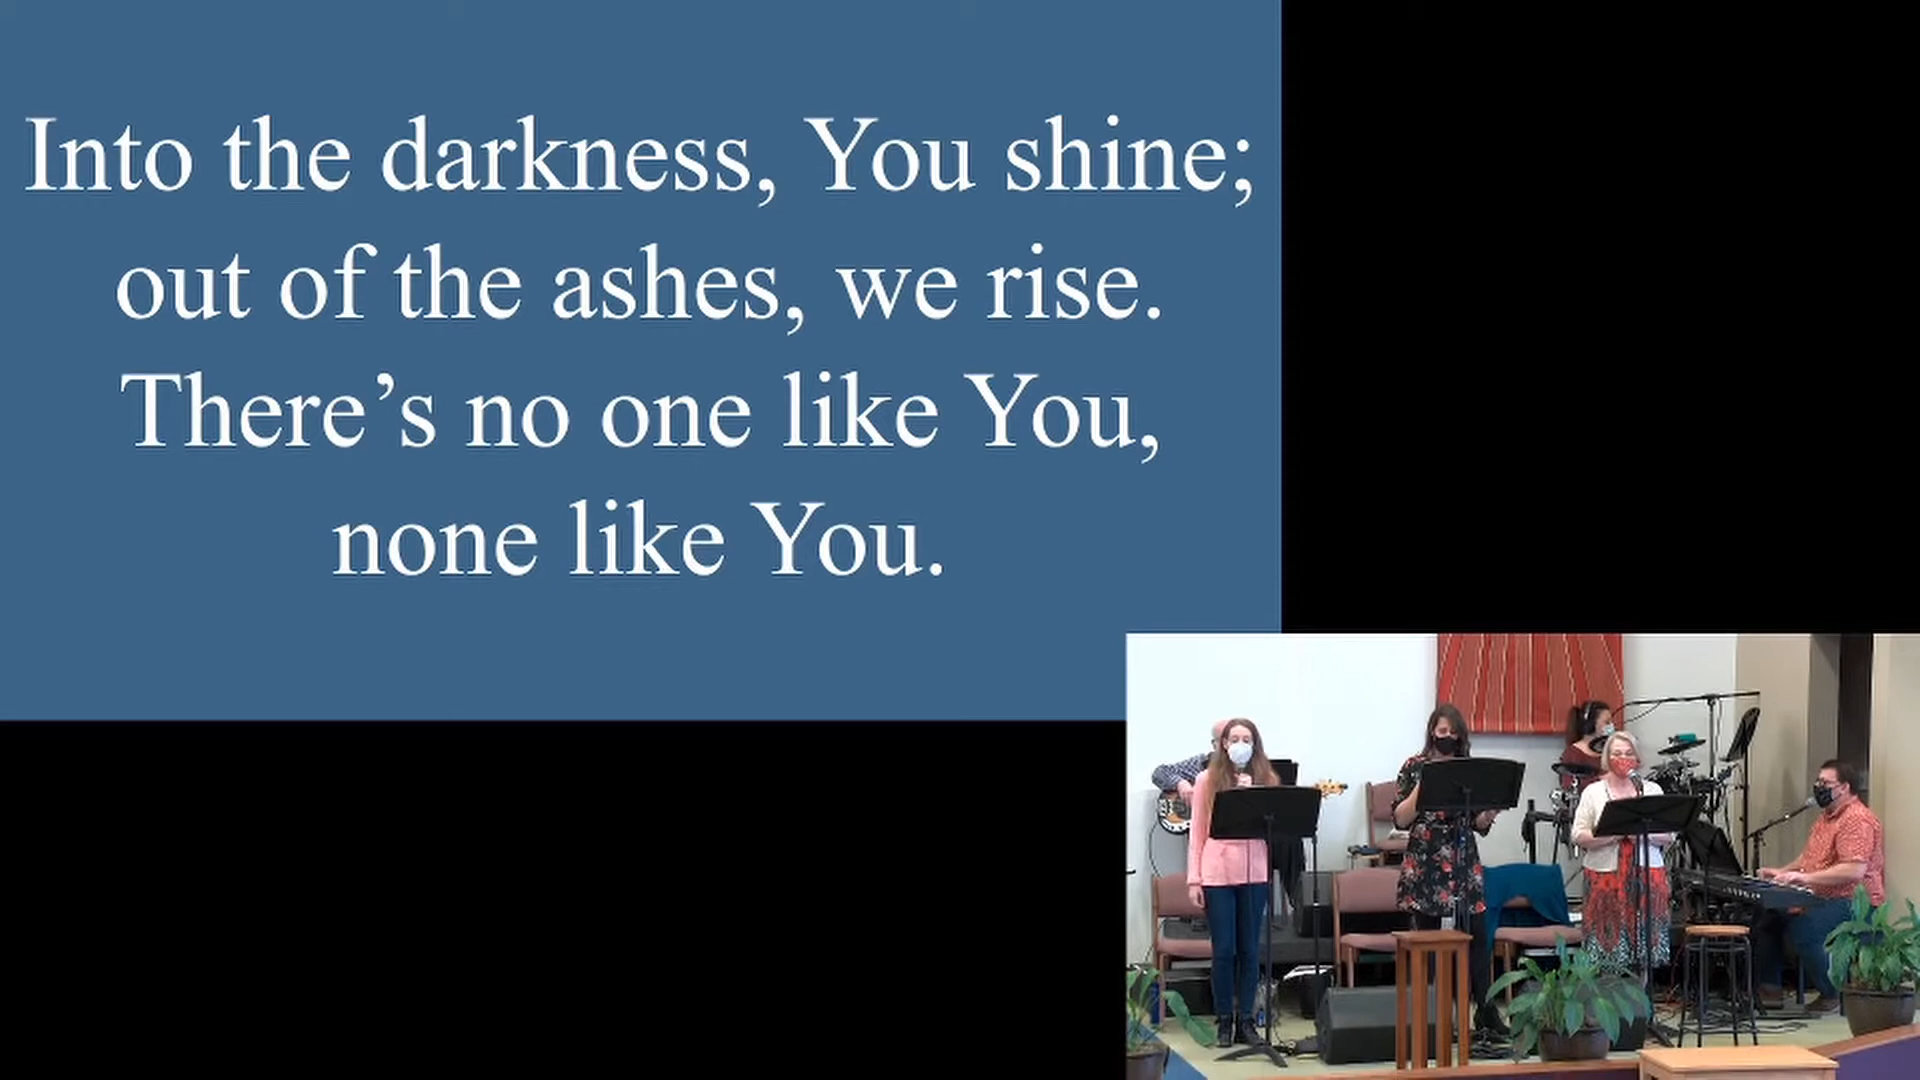 Into the darkness, You shine;
out of the ashes, we rise.
There’s no one like You,
none like You.